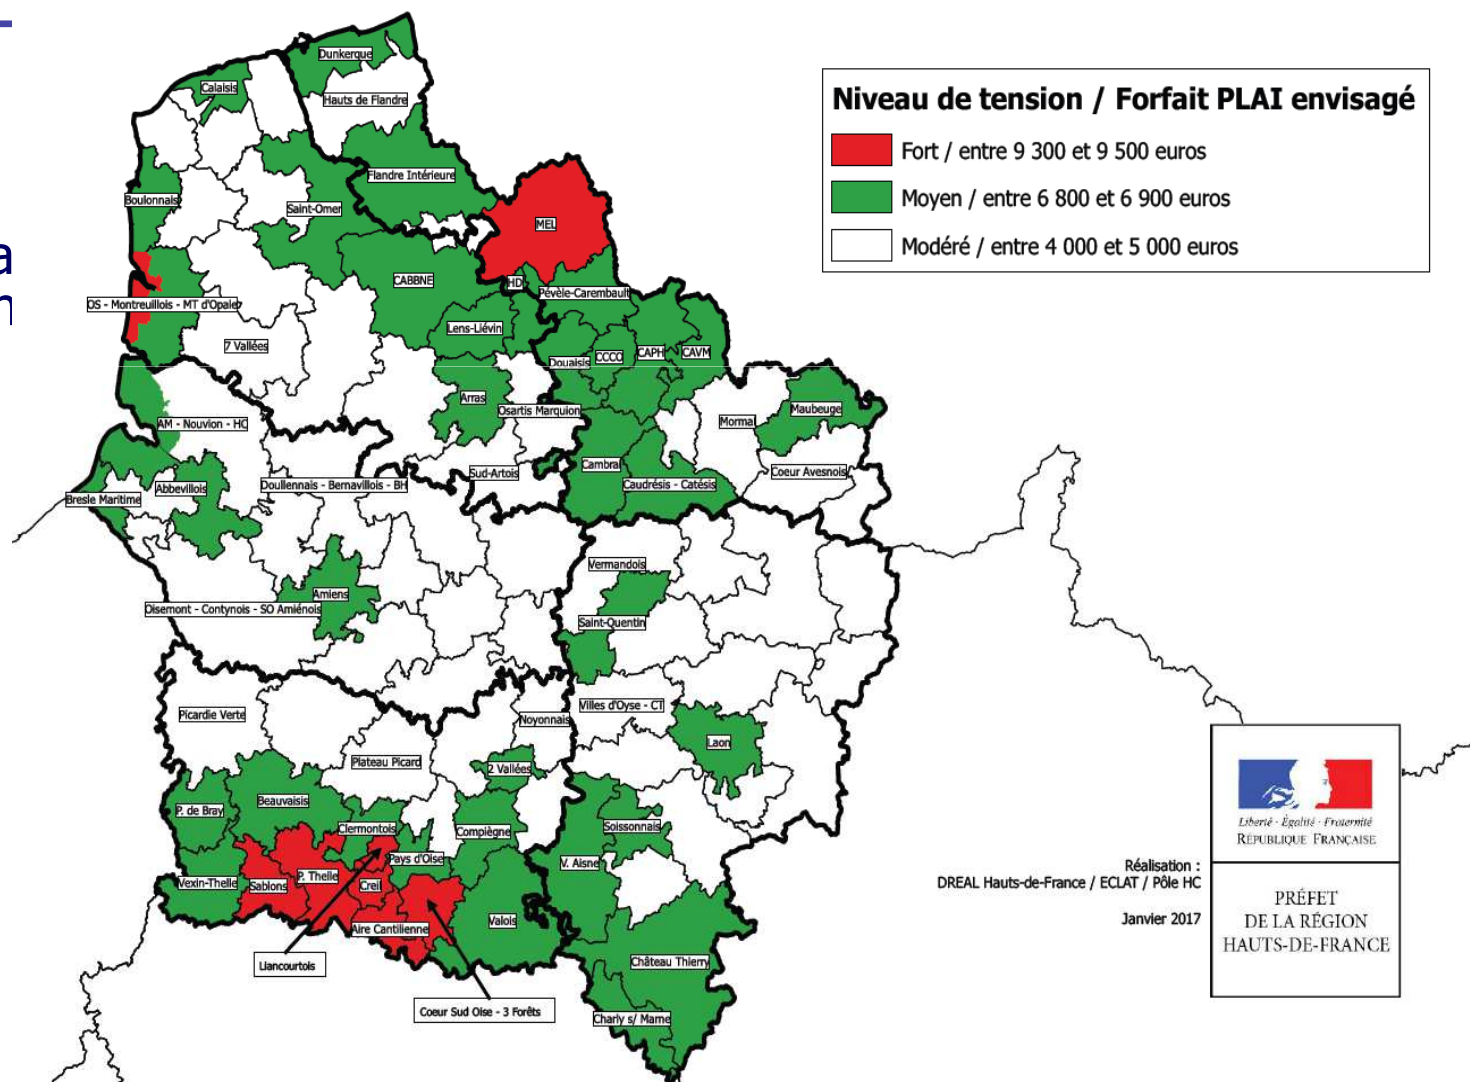 Dunkerque
Calaisis
Hauts de Flandre
Flandre Intérieure
Boulonnais
Saint-Omer
MEL
CABBNE
HD
Pévèle-Carembault
OS - Montreuillois - MT d'Opale
Lens-Liévin
7 Vallées
Douaisis
CCCO
CAPH
CAVM
Arras
Osartis Marquion
Maubeuge
Mormal
AM - Nouvion - HC
Sud-Artois
Cambrai
Coeur Avesnois
Caudrésis - Catésis
Doullennais - Bernavillois - BH
Abbevillois
Bresle Maritime
Vermandois
Amiens
Oisemont - Contynois - SO Amiénois
Saint-Quentin
Villes d'Oyse - CT
Picardie Verte
Noyonnais
Laon
Plateau Picard
2 Vallées
Beauvaisis
P. de Bray
Clermontois
Compiègne
Soissonnais
Pays d'Oise
V. Aisne
Vexin-Thelle
Sablons
P. Thelle
Creil
Valois
Aire Cantilienne
Liancourtois
Château Thierry
Coeur Sud Oise - 3 Forêts
Charly s/ Marne
Niveau de tension / Forfait PLAI envisagé
Fort / entre 9 300 et 9 500 euros
Moyen / entre 6 800 et 6 900 euros
Modéré / entre 4 000 et 5 000 euros
Liberté · Égalité · Fraternité
RÉPUBLIQUE FRANÇAISE
PRÉFET
DE LA RÉGION
HAUTS-DE-FRANCE
Réalisation :
DREAL Hauts-de-France / ECLAT / Pôle HC
Janvier 2017